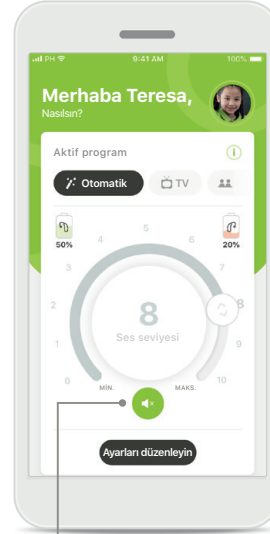 PH 9:41 AM 100%
Merhaba Teresa,
Nasılsın?
Aktif program
i
Otomatik TV
50% 20%
5
4 6
3 7
2 8
8
Ses seviyesi
1 9
0 10
MİN. MAKS.
Ayarları düzenleyin